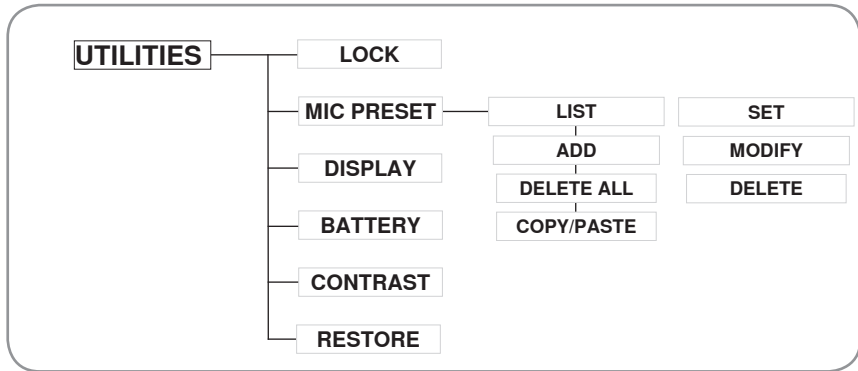 UTILITIES
LOCK
MIC PRESET
LIST
SET
ADD
MODIFY
DISPLAY
DELETE ALL
DELETE
BATTERY
COPY/PASTE
CONTRAST
RESTORE